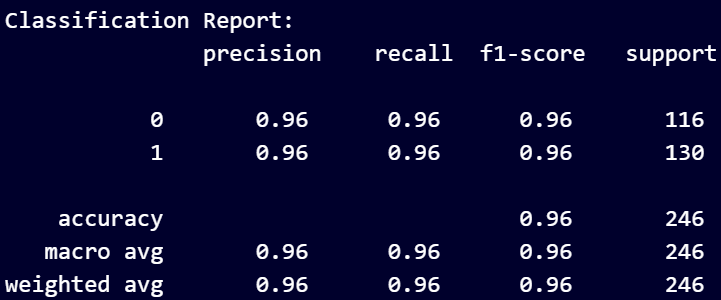 Classification Report:
precision recall f1-score support
0 0.96 0.96 0.96 116
1 0.96 0.96 0.96 130
accuracy 0.96 246
macro avg 0.96 0.96 0.96 246
weighted avg 0.96 0.96 0.96 246